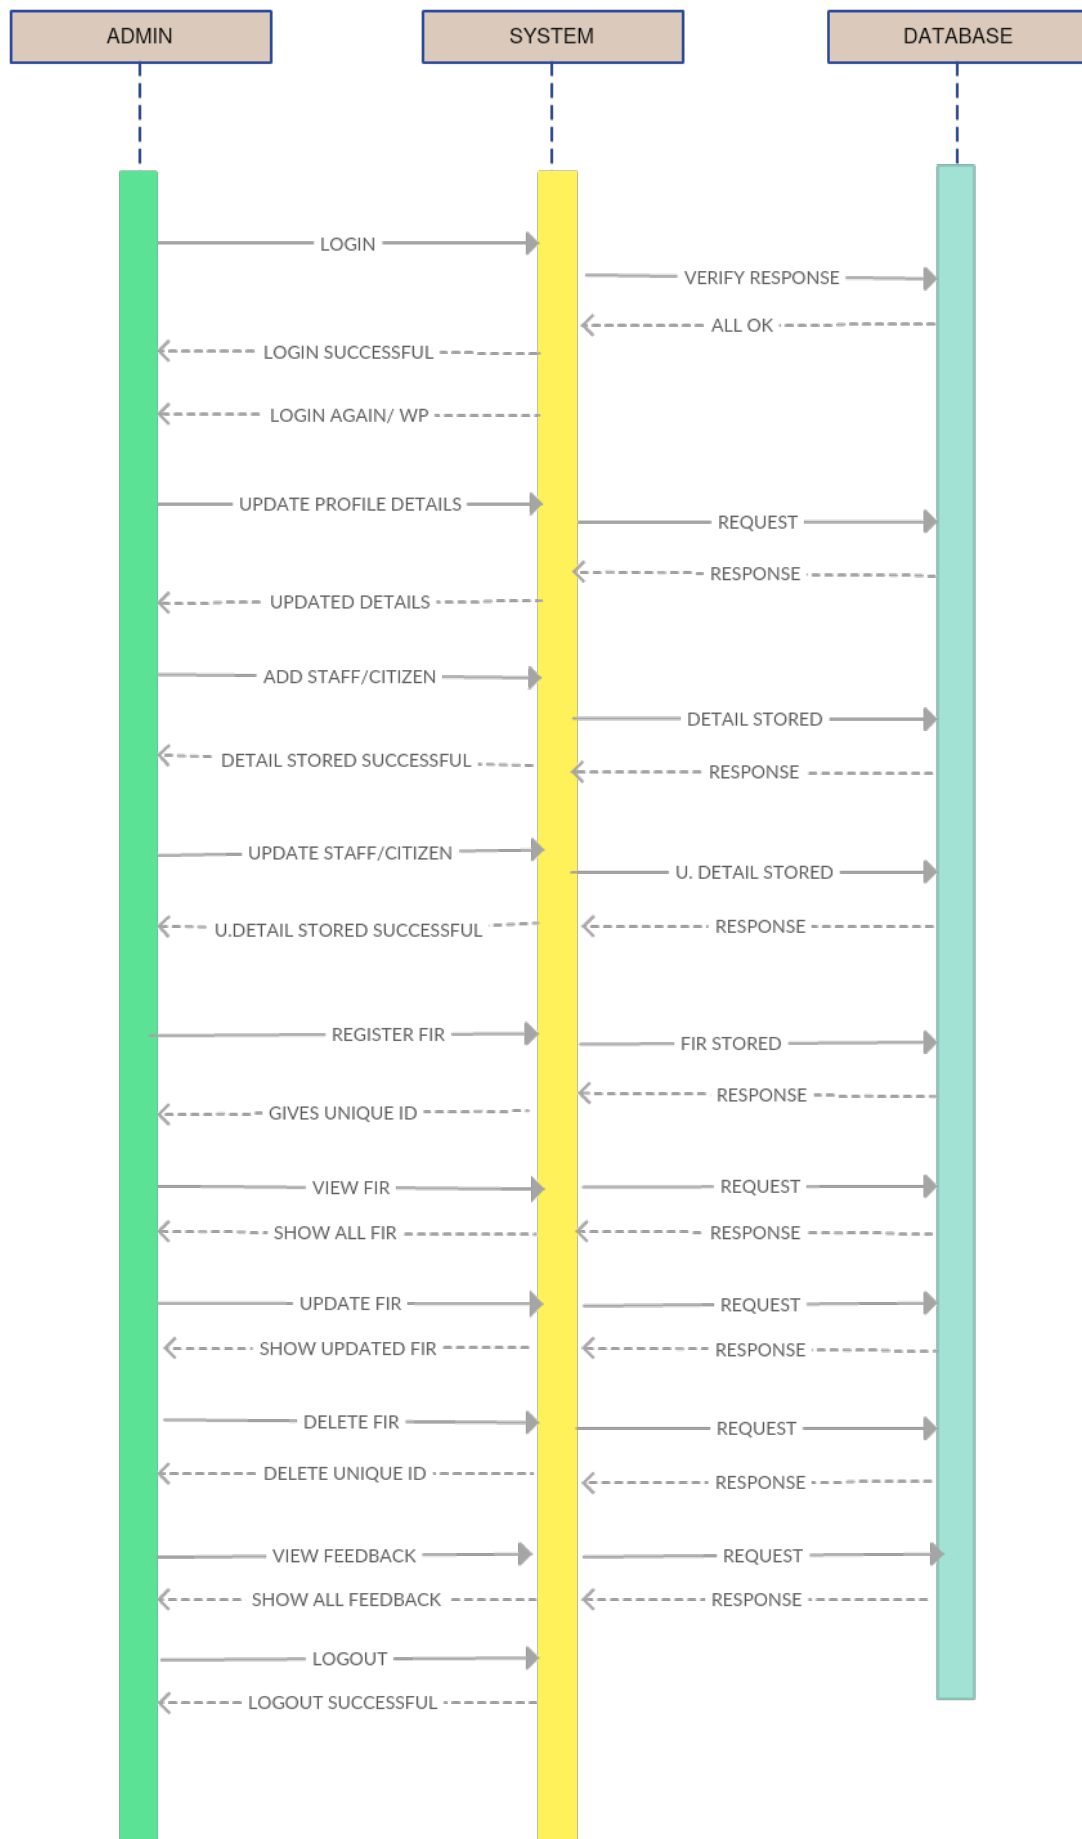 ADMIN
SYSTEM
DATABASE
LOGIN
VERIFY RESPONSE
ALL OK
LOGIN SUCCESSFUL
LOGIN AGAIN/ WP
UPDATE PROFILE DETAILS
REQUEST
RESPONSE
UPDATED DETAILS
ADD STAFF/CITIZEN
DETAIL STORED
DETAIL STORED SUCCESSFUL
RESPONSE
UPDATE STAFF/CITIZEN
U. DETAIL STORED
U.DETAIL STORED SUCCESSFUL
RESPONSE
REGISTER FIR
FIR STORED
RESPONSE
GIVES UNIQUE ID
VIEW FIR
REQUEST
SHOW ALL FIR
RESPONSE
UPDATE FIR
REQUEST
SHOW UPDATED FIR
RESPONSE
DELETE FIR
REQUEST
DELETE UNIQUE ID
RESPONSE
VIEW FEEDBACK
REQUEST
SHOW ALL FEEDBACK
RESPONSE
LOGOUT
LOGOUT SUCCESSFUL